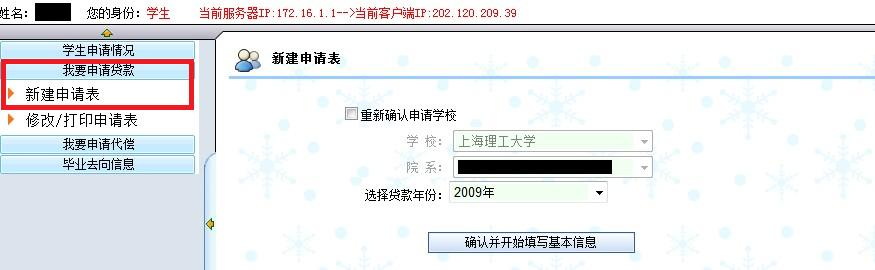 姓名： 您的身份：学生 当前服务器IP:172.16.1.1-->当前客户端IP:202.120.209.39
学生申请情况
我要申请贷款
新建申请表
修改/打印申请表
我要申请代偿
毕业去向信息
新建申请表
重新确认申请学校
学 校： 上海理工大学
院 系：
选择贷款年份： 2009年
确认并开始填写基本信息